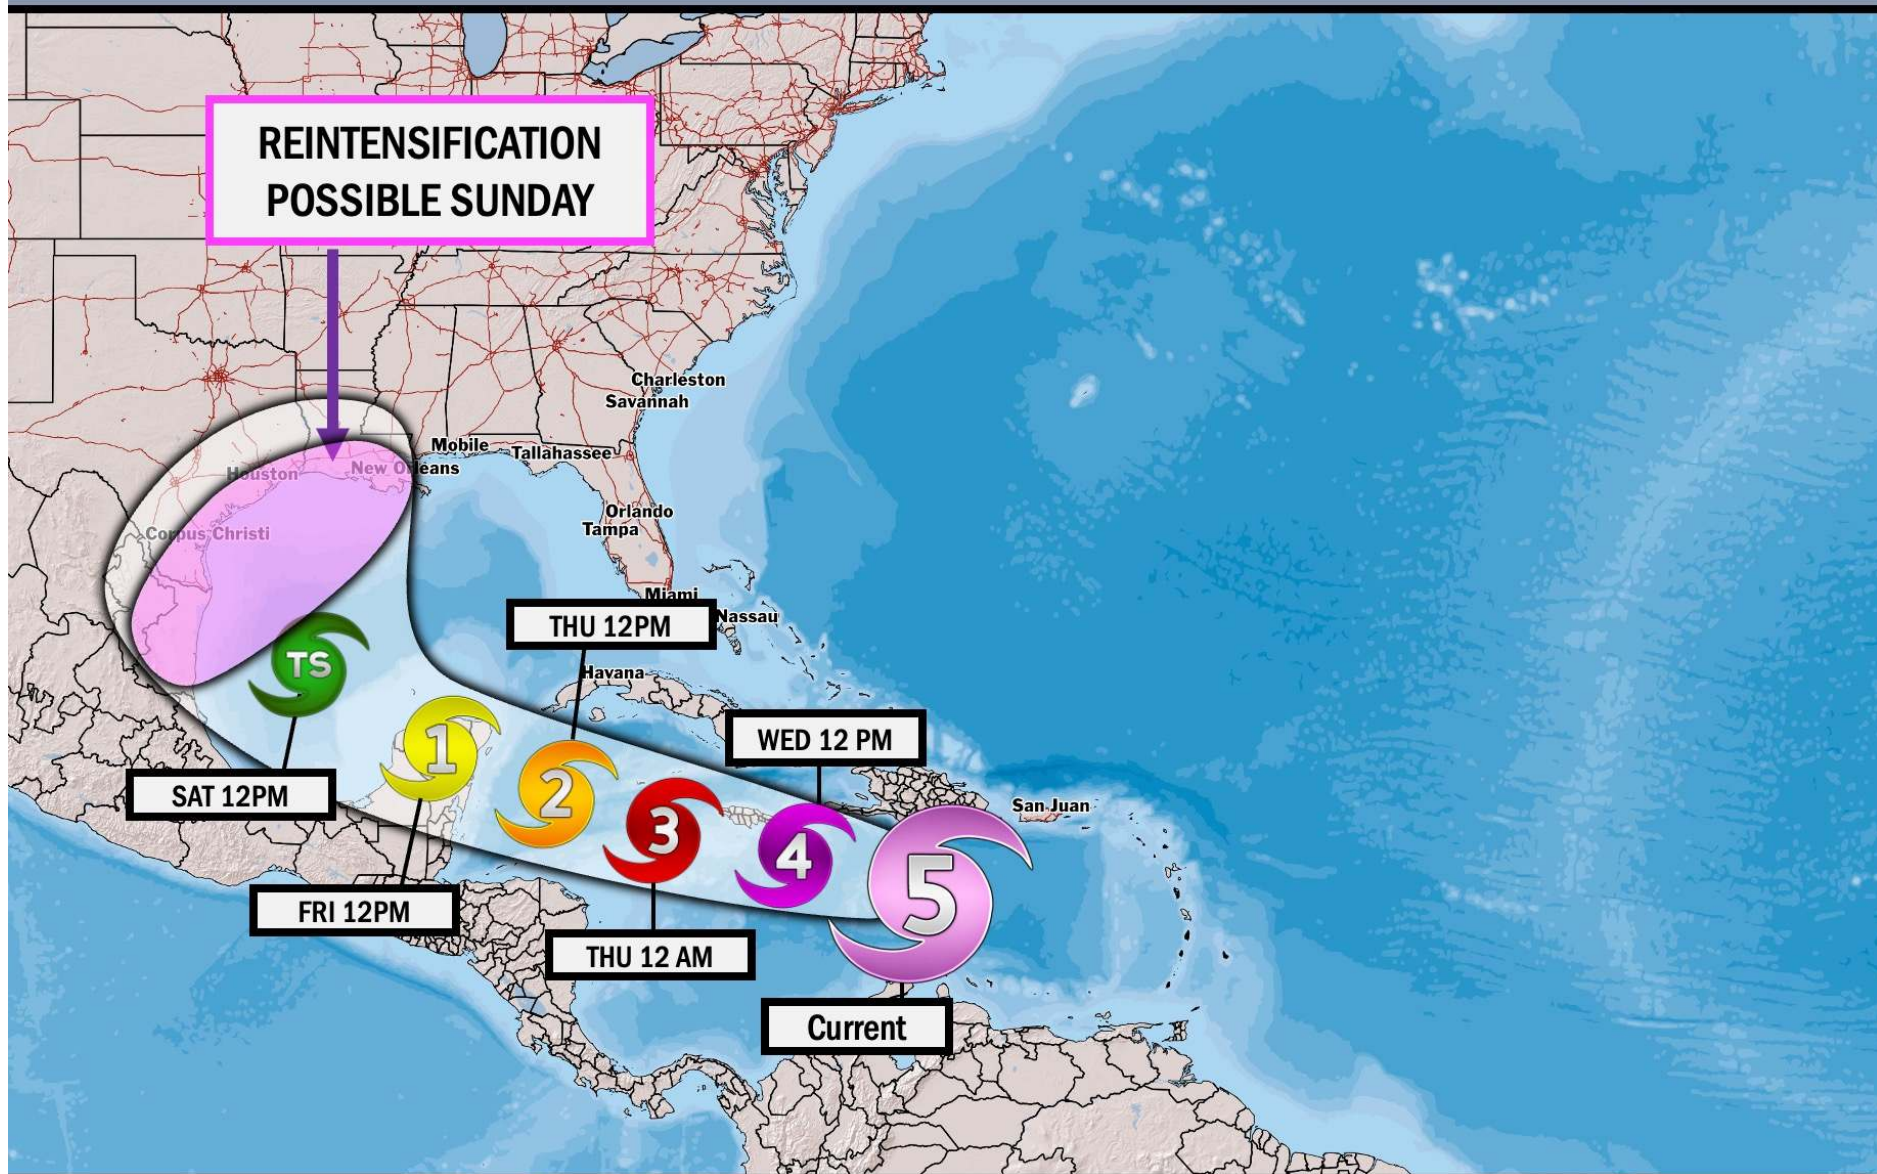 REINTENSIFICATION
POSSIBLE SUNDAY
Charleston
Savannah
Mobile
Tallahassee
Houston
New Orleans
Corpus Christi
Orlando
Tampa
Miami
Nassau
THU 12PM
Havana
TS
WED 12 PM
1
2
SAT 12PM
3
4
5
San Juan
FRI 12PM
THU 12 AM
Current